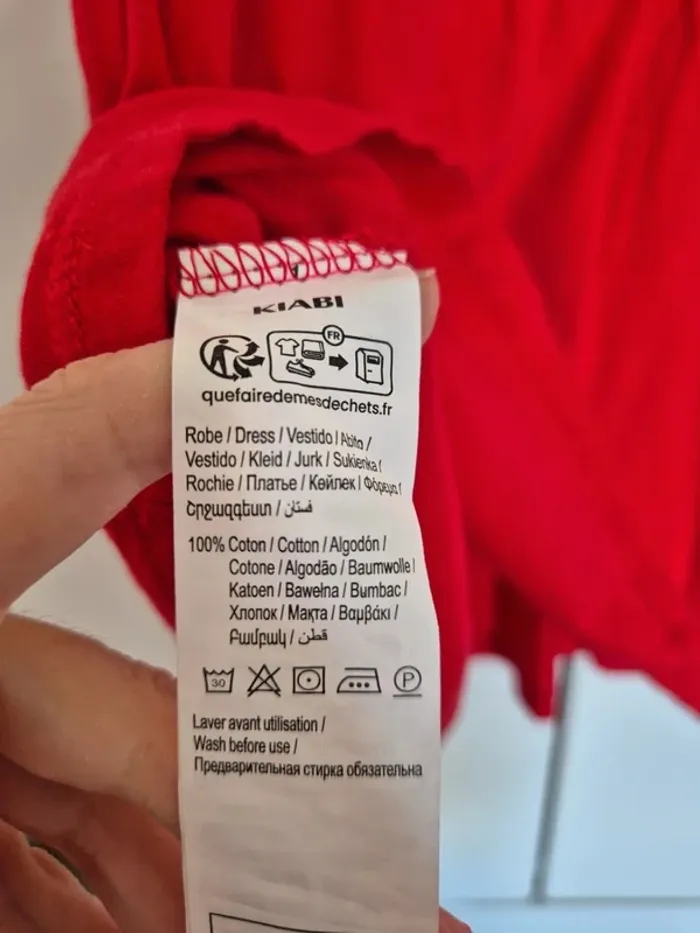 KIABI
FR
quefairedemesdechets.fr
Robe / Dress / Vestido / Abito /
Vestido / Kleid / Jurk / Sukienka /
Rochie / Платье / Көйлек / Φόρεμα /
Շրջազգեստ / فستان
100% Coton / Cotton / Algodón /
Cotone / Algodão / Baumwolle /
Katoen / Bawełna / Bumbac /
Хлопок / Мақта / Βαμβάκι /
Բամբակ / قطن
30 P
Laver avant utilisation /
Wash before use /
Предварительная стирка обязательна